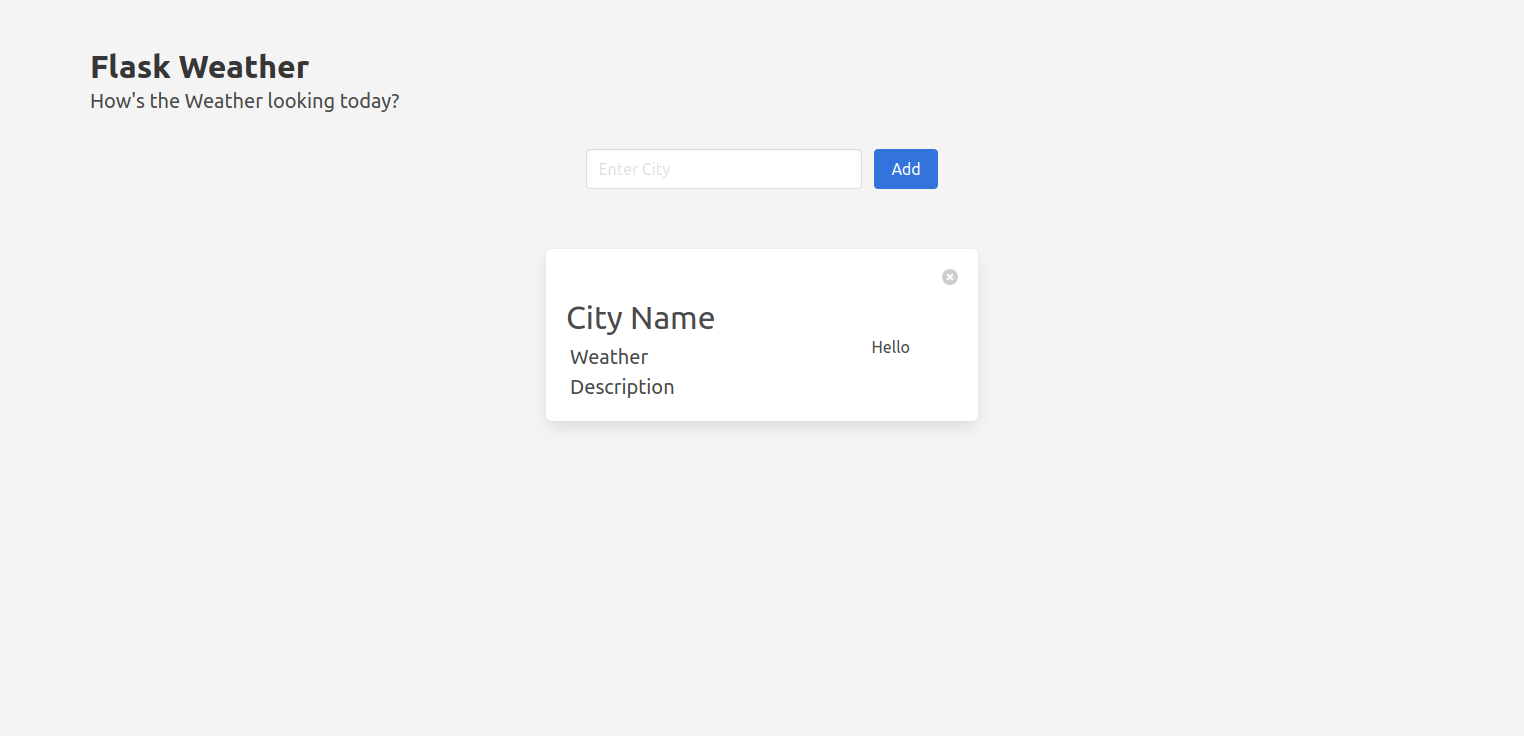 Flask Weather
How's the Weather looking today?
Enter City
Add
City Name
Weather
Description
Hello